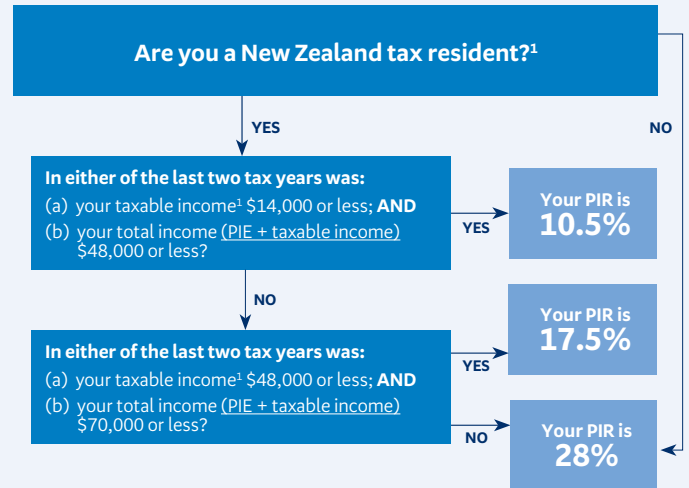 Are you a New Zealand tax resident?¹
YES
NO
In either of the last two tax years was:
(a) your taxable income¹ $14,000 or less; AND
(b) your total income (PIE + taxable income)
$48,000 or less?
YES
Your PIR is
10.5%
NO
In either of the last two tax years was:
(a) your taxable income¹ $48,000 or less; AND
(b) your total income (PIE + taxable income)
$70,000 or less?
YES
Your PIR is
17.5%
NO
Your PIR is
28%